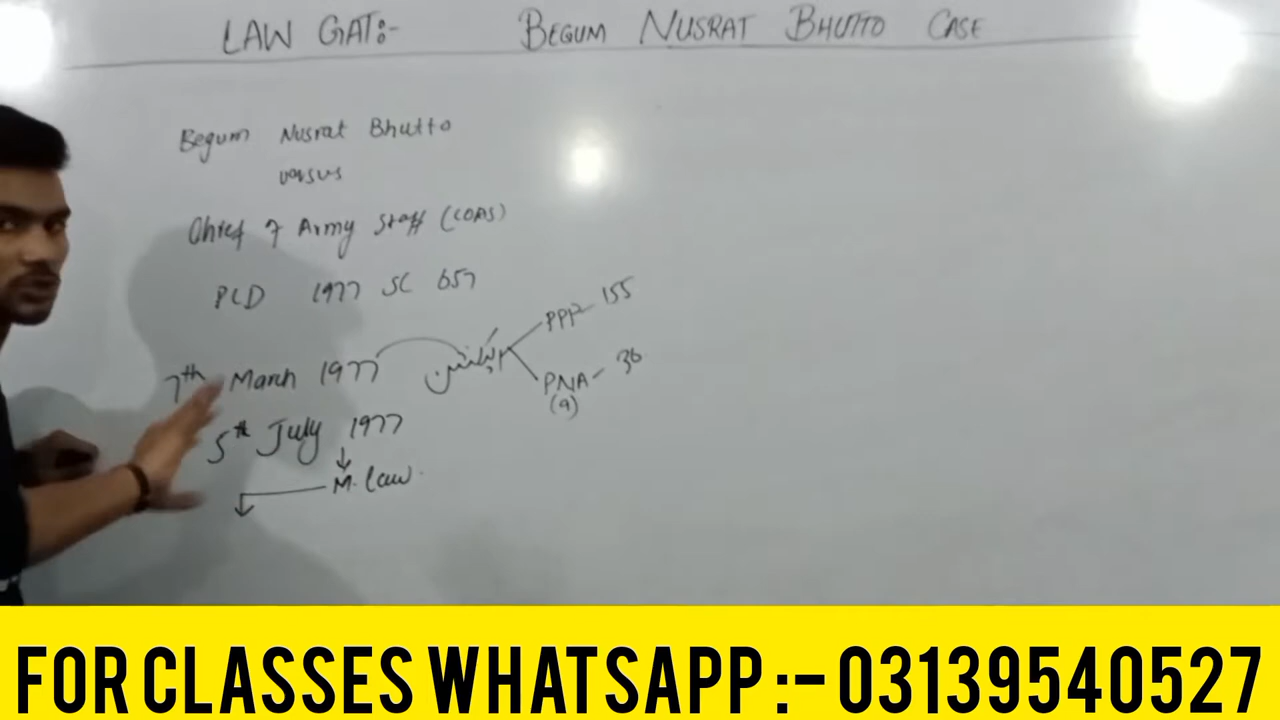 LAW GAT:- BEGUM NUSRAT BHUTTO CASE
Begum Nusrat Bhutto
versus
Chief of Army Staff (COAS)
PLD 1977 SC 657
PPP - 155
7th March 1977 الیکشن
PNA - 36
(9)
5th July 1977
M. Law.
FOR CLASSES WHATSAPP :- 03139540527